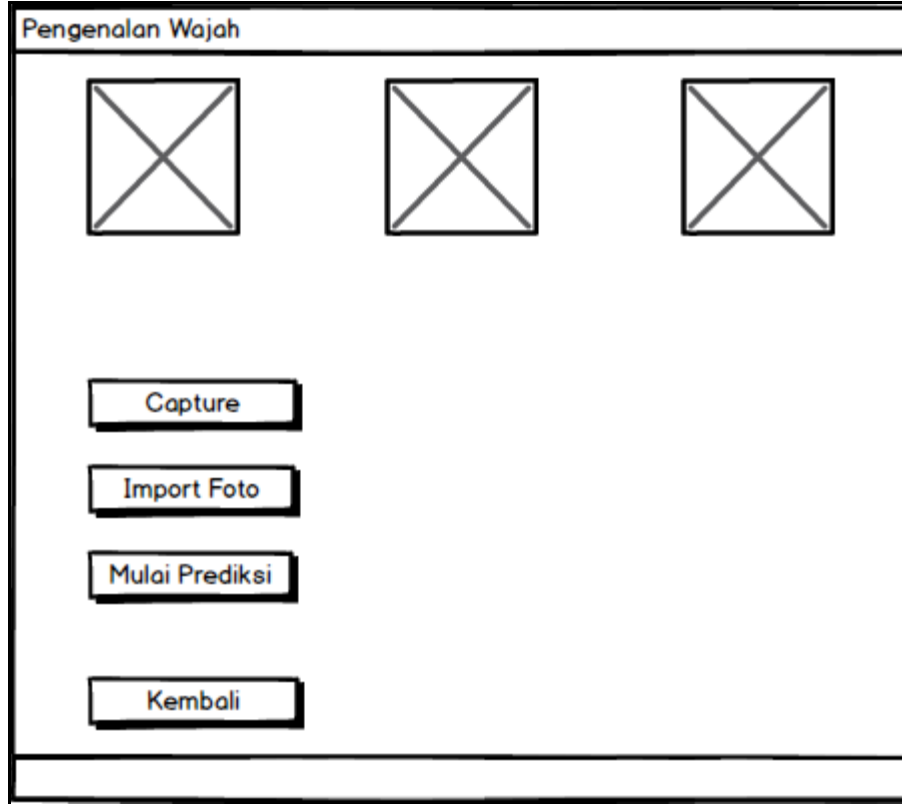 Pengenalan Wajah
Capture
Import Foto
Mulai Prediksi
Kembali